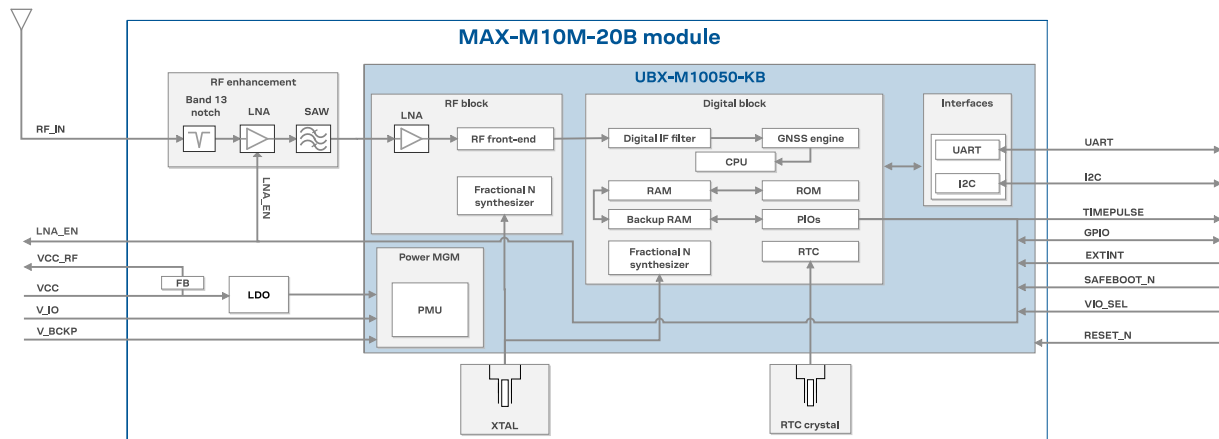 MAX-M10M-20B module
UBX-M10050-KB
RF enhancement
Band 13
notch
LNA
SAW
RF_IN
LNA_EN
RF block
LNA
RF front-end
Fractional N
synthesizer
Digital block
Digital IF filter
GNSS engine
CPU
RAM
ROM
Backup RAM
PIOs
Fractional N
synthesizer
RTC
Interfaces
UART
I2C
UART
I2C
TIMEPULSE
GPIO
EXTINT
SAFEBOOT_N
VIO_SEL
RESET_N
LNA_EN
VCC_RF
FB
VCC
LDO
V_IO
V_BCKP
Power MGM
PMU
XTAL
RTC crystal